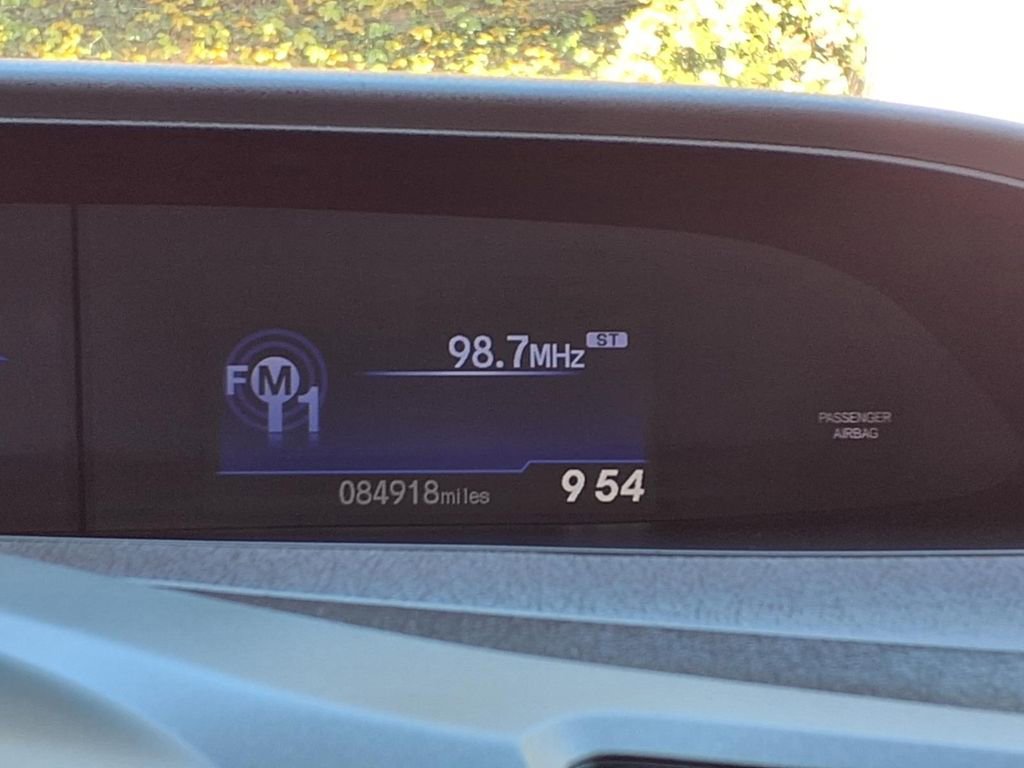 98.7MHz ST
FM1
084918miles 9 54
PASSENGER
AIRBAG